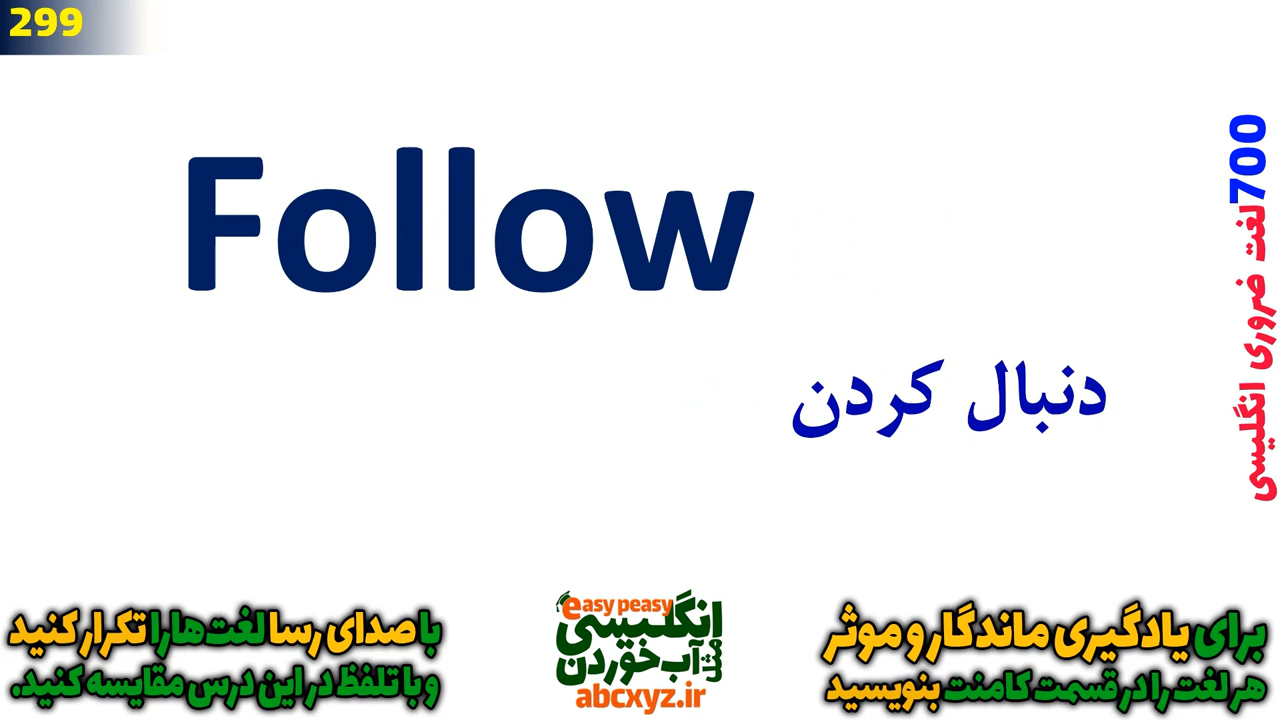 299
Follow
دنبال کردن
700 لغت ضروری انگلیسی
برای یادگیری ماندگار و موثر
هر لغت را در قسمت کامنت بنویسید
easy peasy
انگلیسی
مثل آب خوردن
abcxyz.ir
با صدای رسا لغت‌ها را تکرار کنید
و با تلفظ در این درس مقایسه کنید.